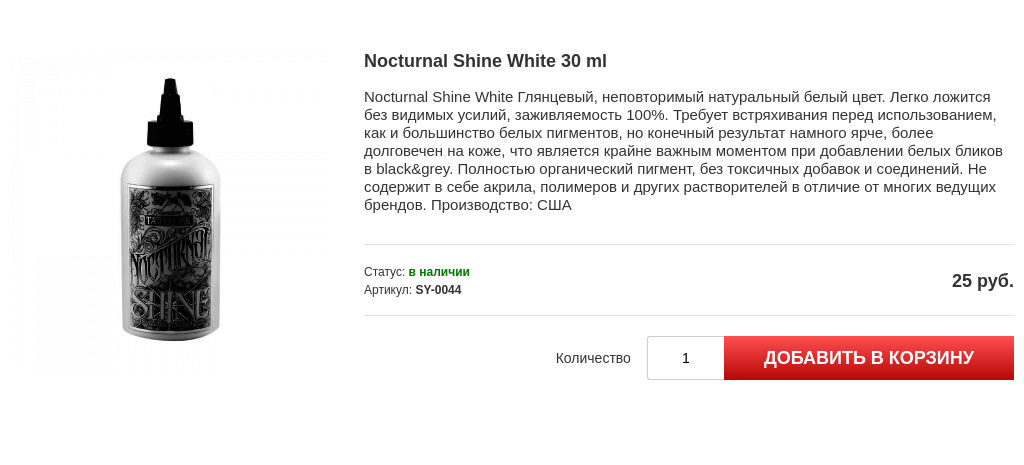 Nocturnal Shine White 30 ml
Nocturnal Shine White Глянцевый, неповторимый натуральный белый цвет. Легко ложится
без видимых усилий, заживляемость 100%. Требует встряхивания перед использованием,
как и большинство белых пигментов, но конечный результат намного ярче, более
долговечен на коже, что является крайне важным моментом при добавлении белых бликов
в black&grey. Полностью органический пигмент, без токсичных добавок и соединений. Не
содержит в себе акрила, полимеров и других растворителей в отличие от многих ведущих
брендов. Производство: США
TATTOO INK
NOCTURNAL
SHINE
Статус: в наличии
Артикул: SY-0044
25 руб.
Количество 1 ДОБАВИТЬ В КОРЗИНУ